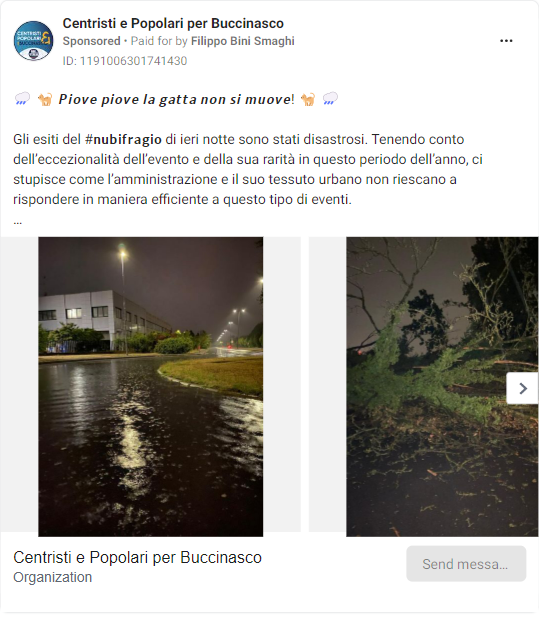 Centristi e Popolari per Buccinasco
Sponsored • Paid for by Filippo Bini Smaghi
ID: 1191006301741430
🌧 🐈 Piove piove la gatta non si muove! 🐈 🌧
Gli esiti del #nubifragio di ieri notte sono stati disastrosi. Tenendo conto
dell'eccezionalità dell'evento e della sua rarità in questo periodo dell'anno, ci
stupisce come l'amministrazione e il suo tessuto urbano non riescano a
rispondere in maniera efficiente a questo tipo di eventi.
...
Centristi e Popolari per Buccinasco
Organization
Send messa...